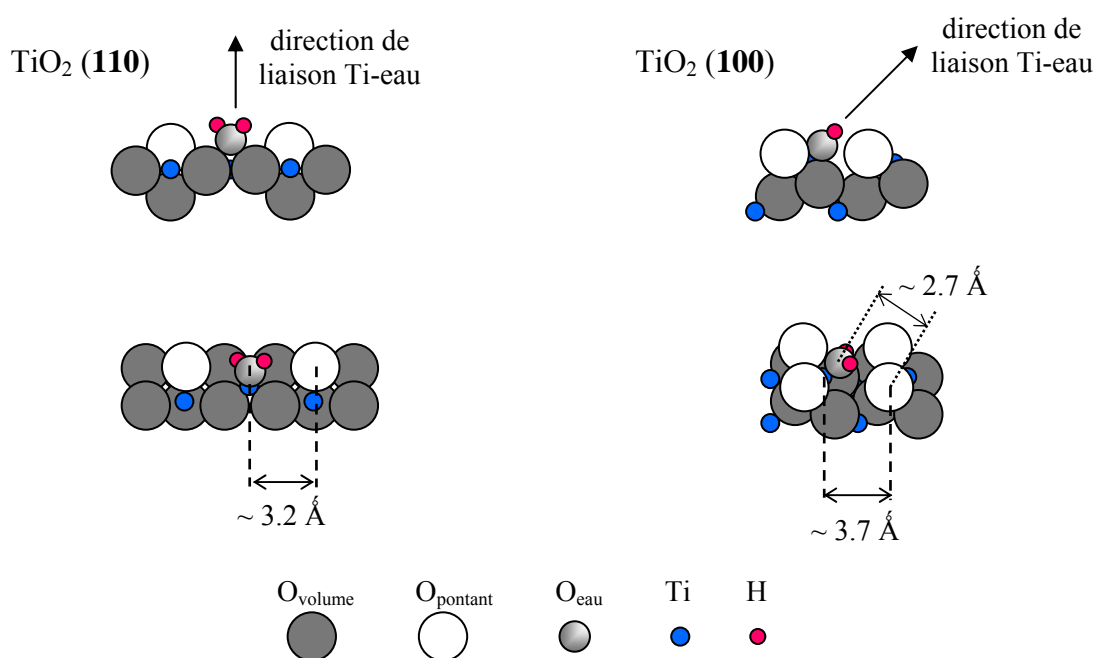 TiO2 (110)
direction de
liaison Ti-eau
TiO2 (100)
direction de
liaison Ti-eau
~ 2.7 Å
~ 3.2 Å
~ 3.7 Å
Ovolume
Opontant
Oeau
Ti
H